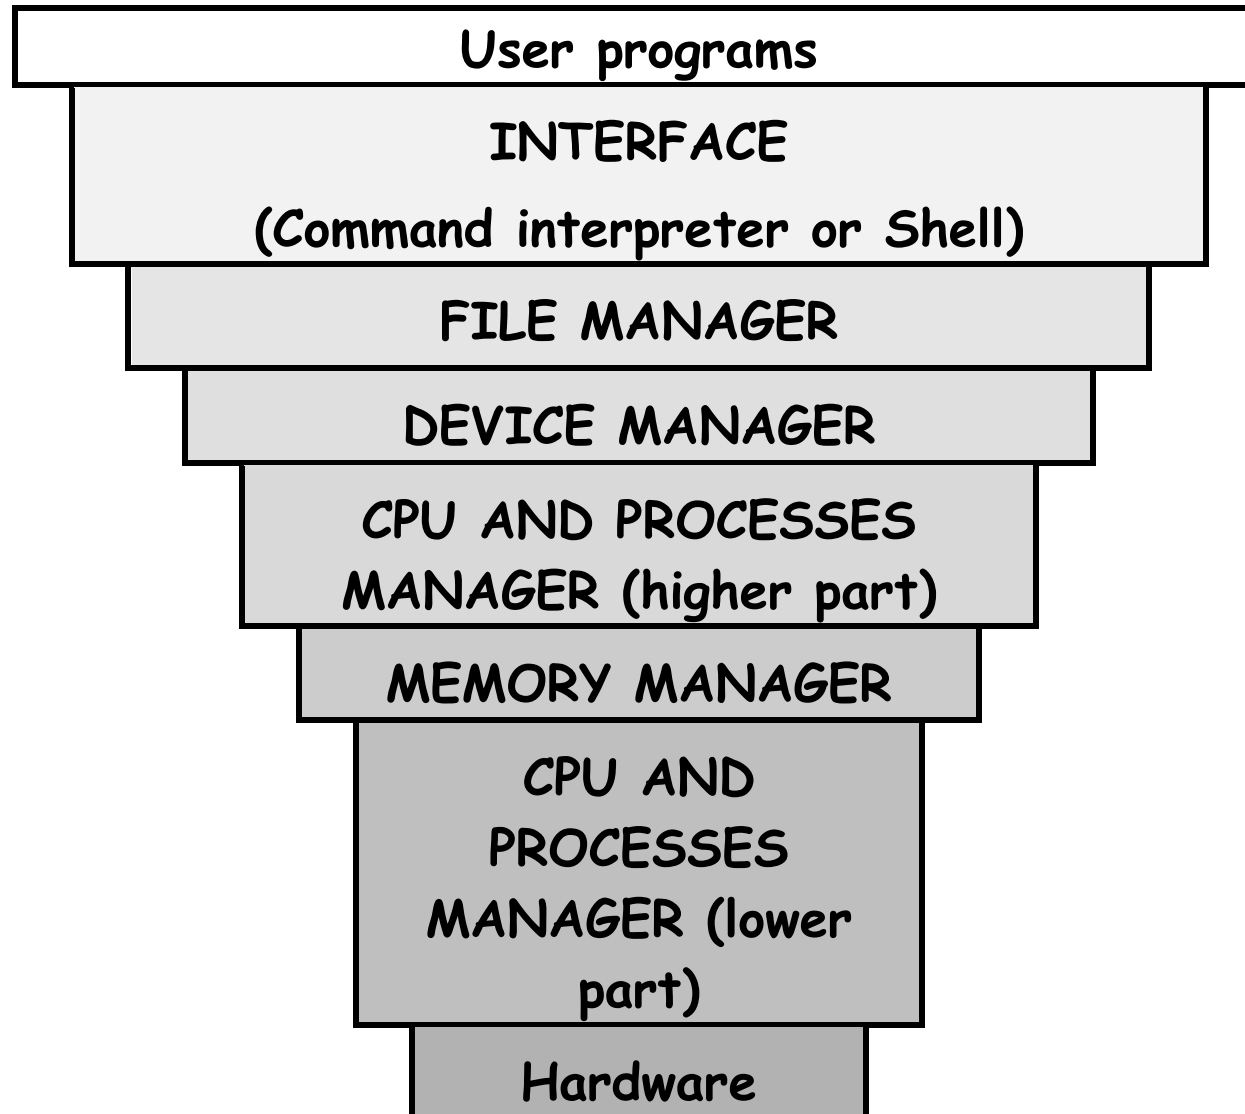 User programs
INTERFACE
(Command interpreter or Shell)
FILE MANAGER
DEVICE MANAGER
CPU AND PROCESSES
MANAGER (higher part)
MEMORY MANAGER
CPU AND
PROCESSES
MANAGER (lower
part)
Hardware